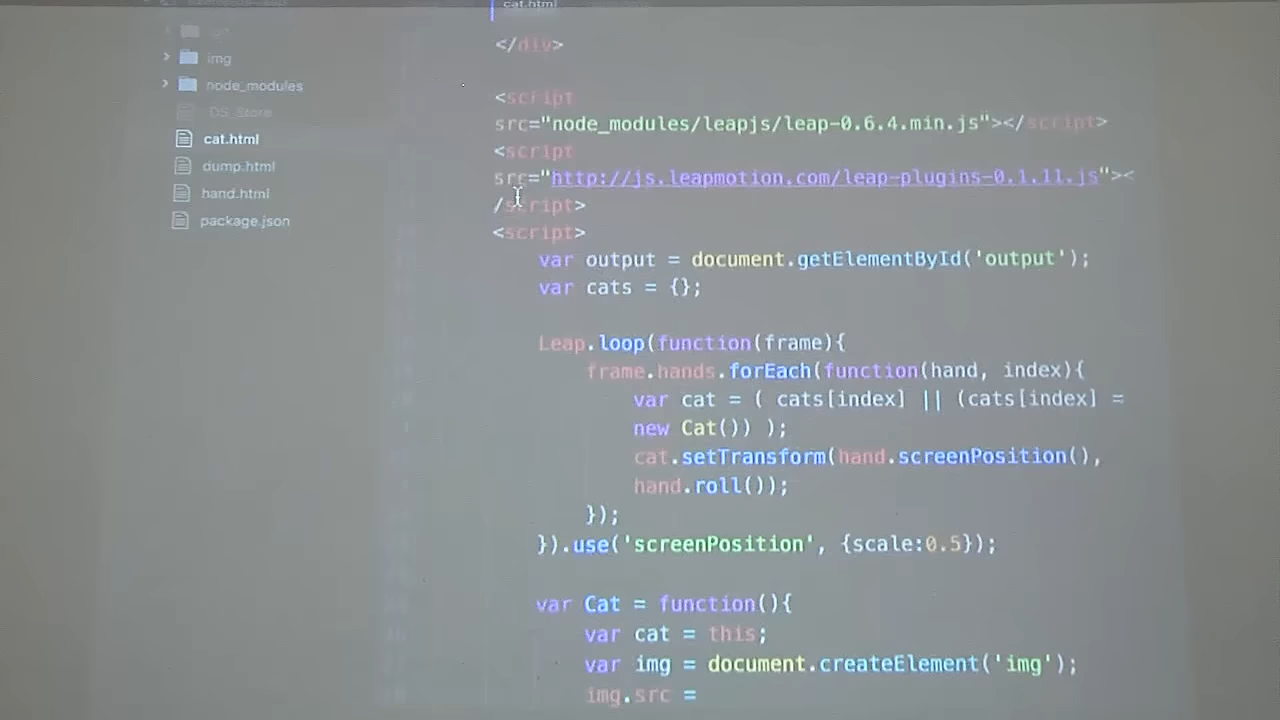 cat.html
img
node_modules
.DS_Store
cat.html
dump.html
hand.html
package.json
</div>
<script
src="node_modules/leapjs/leap-0.6.4.min.js"></script>
<script
src="http://js.leapmotion.com/leap-plugins-0.1.11.js"><
/script>
<script>
var output = document.getElementById('output');
var cats = {};
Leap.loop(function(frame){
frame.hands.forEach(function(hand, index){
var cat = ( cats[index] || (cats[index] =
new Cat()) );
cat.setTransform(hand.screenPosition(),
hand.roll());
});
}).use('screenPosition', {scale:0.5});
var Cat = function(){
var cat = this;
var img = document.createElement('img');
img.src =